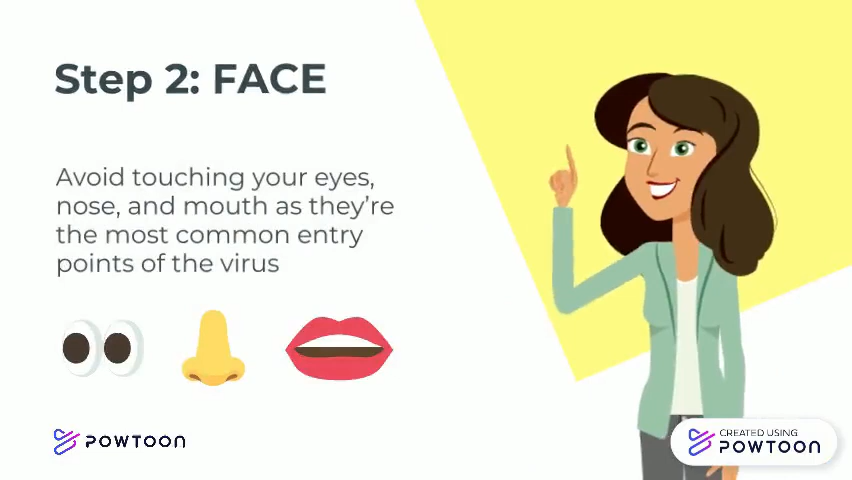 Step 2: FACE
Avoid touching your eyes,
nose, and mouth as they're
the most common entry
points of the virus
POWTOON
CREATED USING
POWTOON